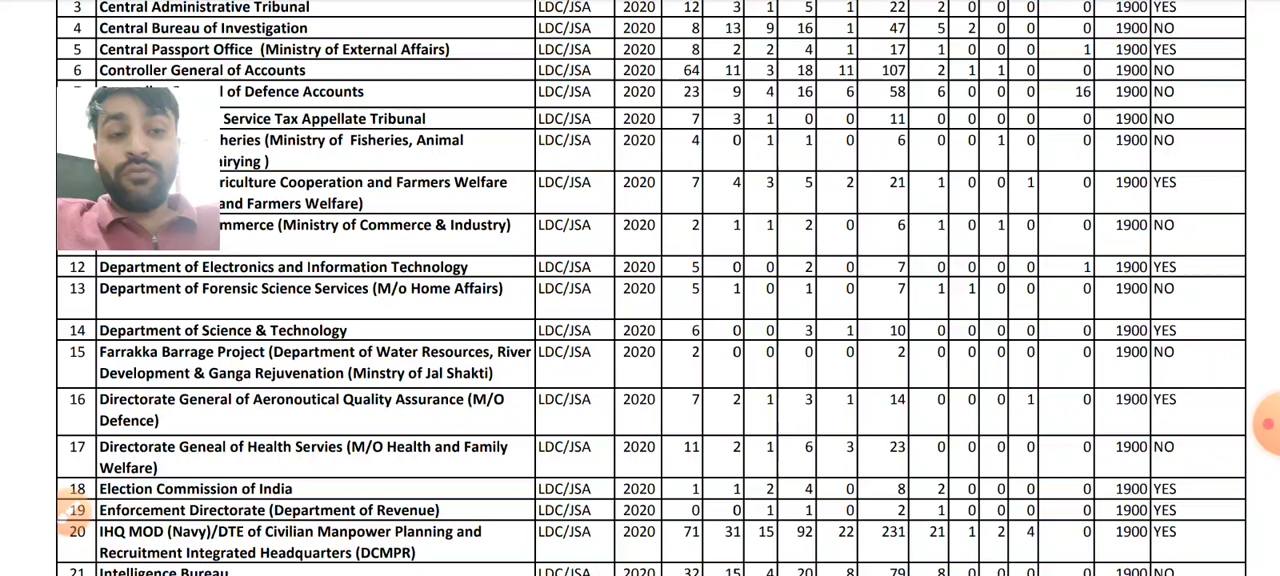 3 Central Administrative Tribunal LDC/JSA 2020 12 3 1 5 1 22 2 0 0 0 0 1900 YES
4 Central Bureau of Investigation LDC/JSA 2020 8 13 9 16 1 47 5 2 0 0 0 1900 NO
5 Central Passport Office (Ministry of External Affairs) LDC/JSA 2020 8 2 2 4 1 17 1 0 0 0 1 1900 YES
6 Controller General of Accounts LDC/JSA 2020 64 11 3 18 11 107 2 1 1 0 0 1900 NO
l of Defence Accounts LDC/JSA 2020 23 9 4 16 6 58 6 0 0 0 16 1900 NO
Service Tax Appellate Tribunal LDC/JSA 2020 7 3 1 0 0 11 0 0 0 0 0 1900 NO
heries (Ministry of Fisheries, Animal LDC/JSA 2020 4 0 1 1 0 6 0 0 1 0 0 1900 NO
irying )
riculture Cooperation and Farmers Welfare LDC/JSA 2020 7 4 3 5 2 21 1 0 0 1 0 1900 YES
and Farmers Welfare)
mmerce (Ministry of Commerce & Industry) LDC/JSA 2020 2 1 1 2 0 6 1 0 1 0 0 1900 NO
12 Department of Electronics and Information Technology LDC/JSA 2020 5 0 0 2 0 7 0 0 0 0 1 1900 YES
13 Department of Forensic Science Services (M/o Home Affairs) LDC/JSA 2020 5 1 0 1 0 7 1 1 0 0 0 1900 NO
14 Department of Science & Technology LDC/JSA 2020 6 0 0 3 1 10 0 0 0 0 0 1900 YES
15 Farrakka Barrage Project (Department of Water Resources, River LDC/JSA 2020 2 0 0 0 0 2 0 0 0 0 0 1900 NO
Development & Ganga Rejuvenation (Minstry of Jal Shakti)
16 Directorate General of Aeronoutical Quality Assurance (M/O LDC/JSA 2020 7 2 1 3 1 14 0 0 0 1 0 1900 YES
Defence)
17 Directorate Geneal of Health Servies (M/O Health and Family LDC/JSA 2020 11 2 1 6 3 23 0 0 0 0 0 1900 NO
Welfare)
18 Election Commission of India LDC/JSA 2020 1 1 2 4 0 8 2 0 0 0 0 1900 YES
19 Enforcement Directorate (Department of Revenue) LDC/JSA 2020 0 0 1 1 0 2 1 0 0 0 0 1900 YES
20 IHQ MOD (Navy)/DTE of Civilian Manpower Planning and LDC/JSA 2020 71 31 15 92 22 231 21 1 2 4 0 1900 YES
Recruitment Integrated Headquarters (DCMPR)
21 Intelligence Bureau LDC/JSA 2020 32 15 4 20 8 79 8 0 0 0 0 1900 NO